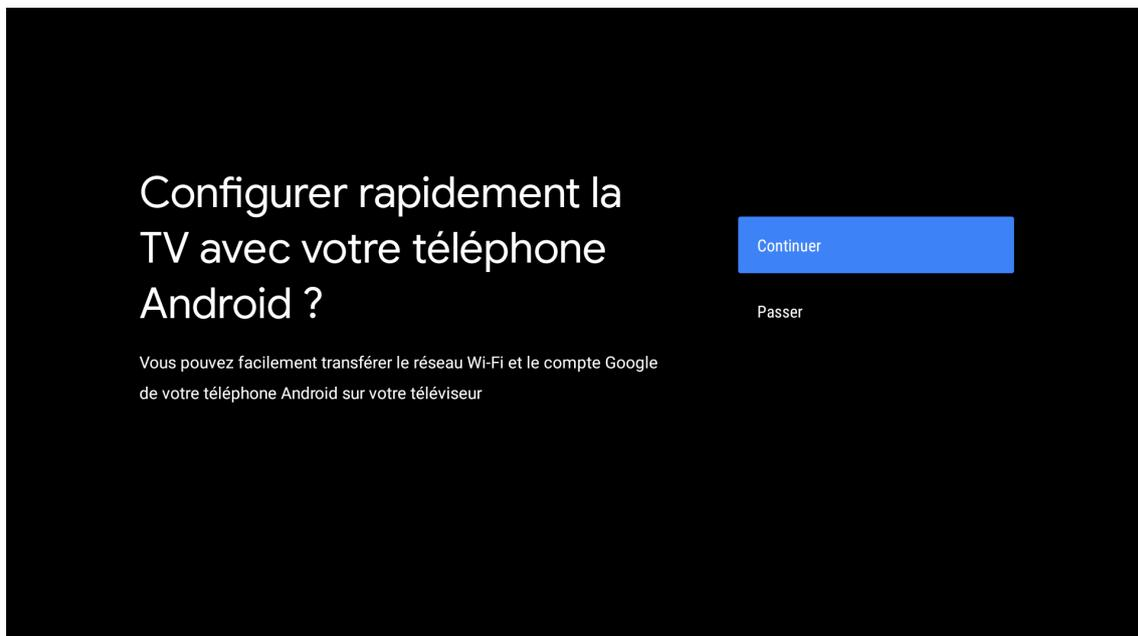 Configurer rapidement la
TV avec votre téléphone
Android ?
Vous pouvez facilement transférer le réseau Wi-Fi et le compte Google
de votre téléphone Android sur votre téléviseur
Continuer
Passer